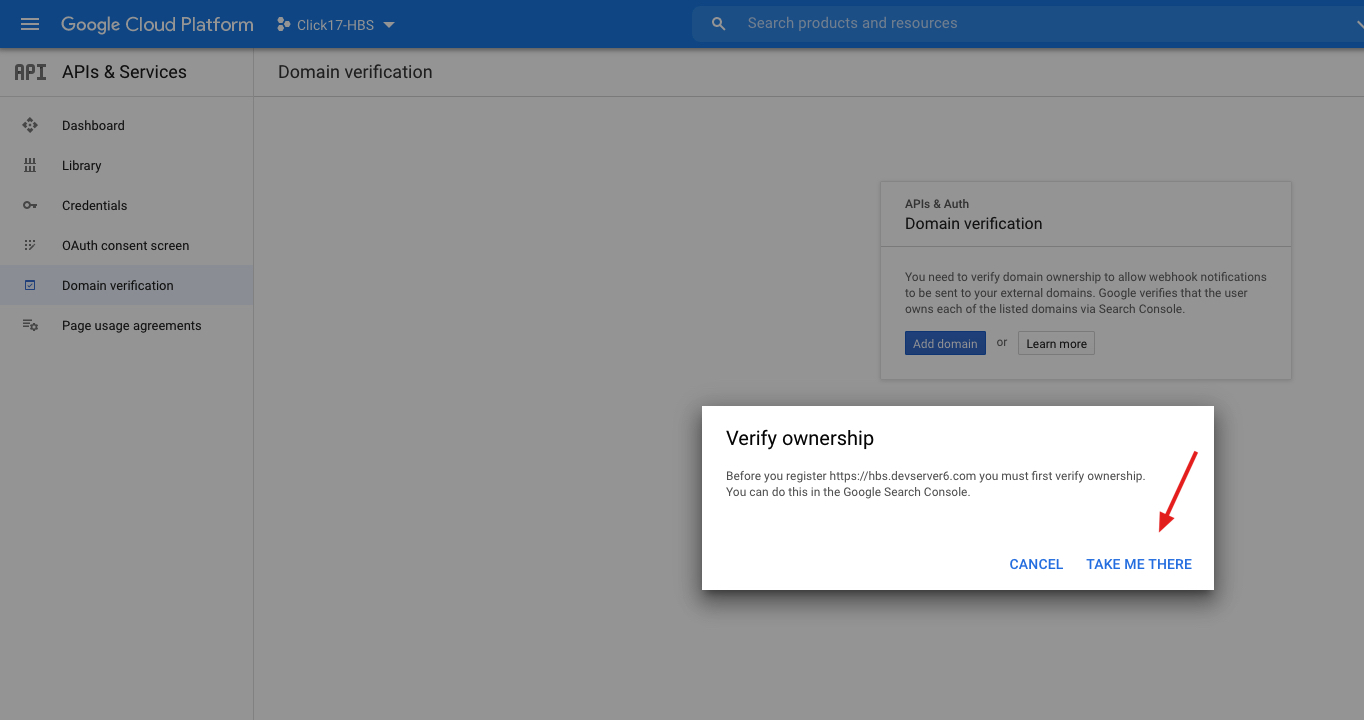 Google Cloud Platform
Click17-HBS
Search products and resources
API
APIs & Services
Domain verification
Dashboard
Library
Credentials
OAuth consent screen
Domain verification
Page usage agreements
APIs & Auth
Domain verification
You need to verify domain ownership to allow webhook notifications
to be sent to your external domains. Google verifies that the user
owns each of the listed domains via Search Console.
Add domain or Learn more
Verify ownership
Before you register https://hbs.devserver6.com you must first verify ownership.
You can do this in the Google Search Console.
CANCEL TAKE ME THERE